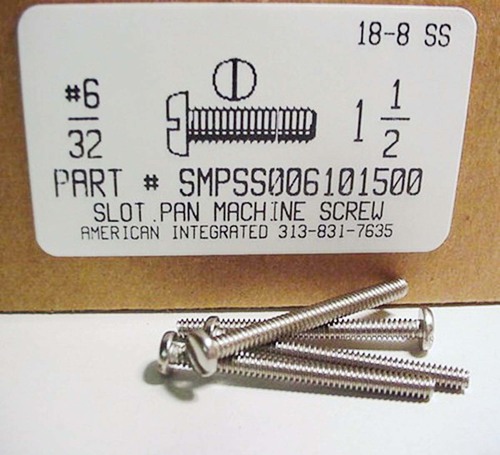 18-8 SS
#6
32
1 1
2
PART # SMPSS006101500
SLOT PAN MACHINE SCREW
AMERICAN INTEGRATED 313-831-7635